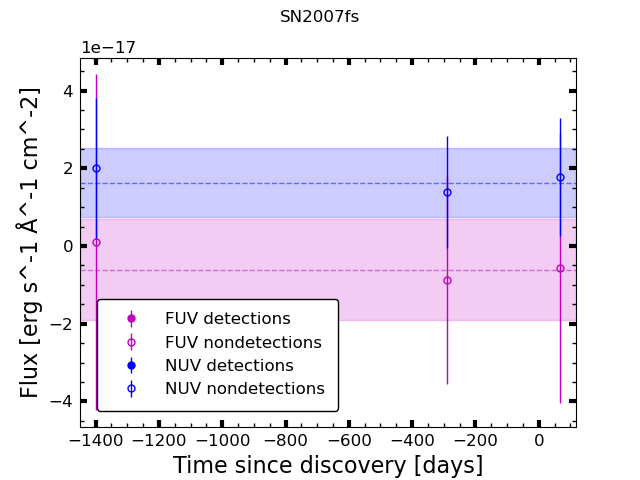 SN2007fs
1e−17
4
2
0
−2
−4
Flux [erg s^-1 Å^-1 cm^-2]
FUV detections
FUV nondetections
NUV detections
NUV nondetections
−1400 −1200 −1000 −800 −600 −400 −200 0
Time since discovery [days]